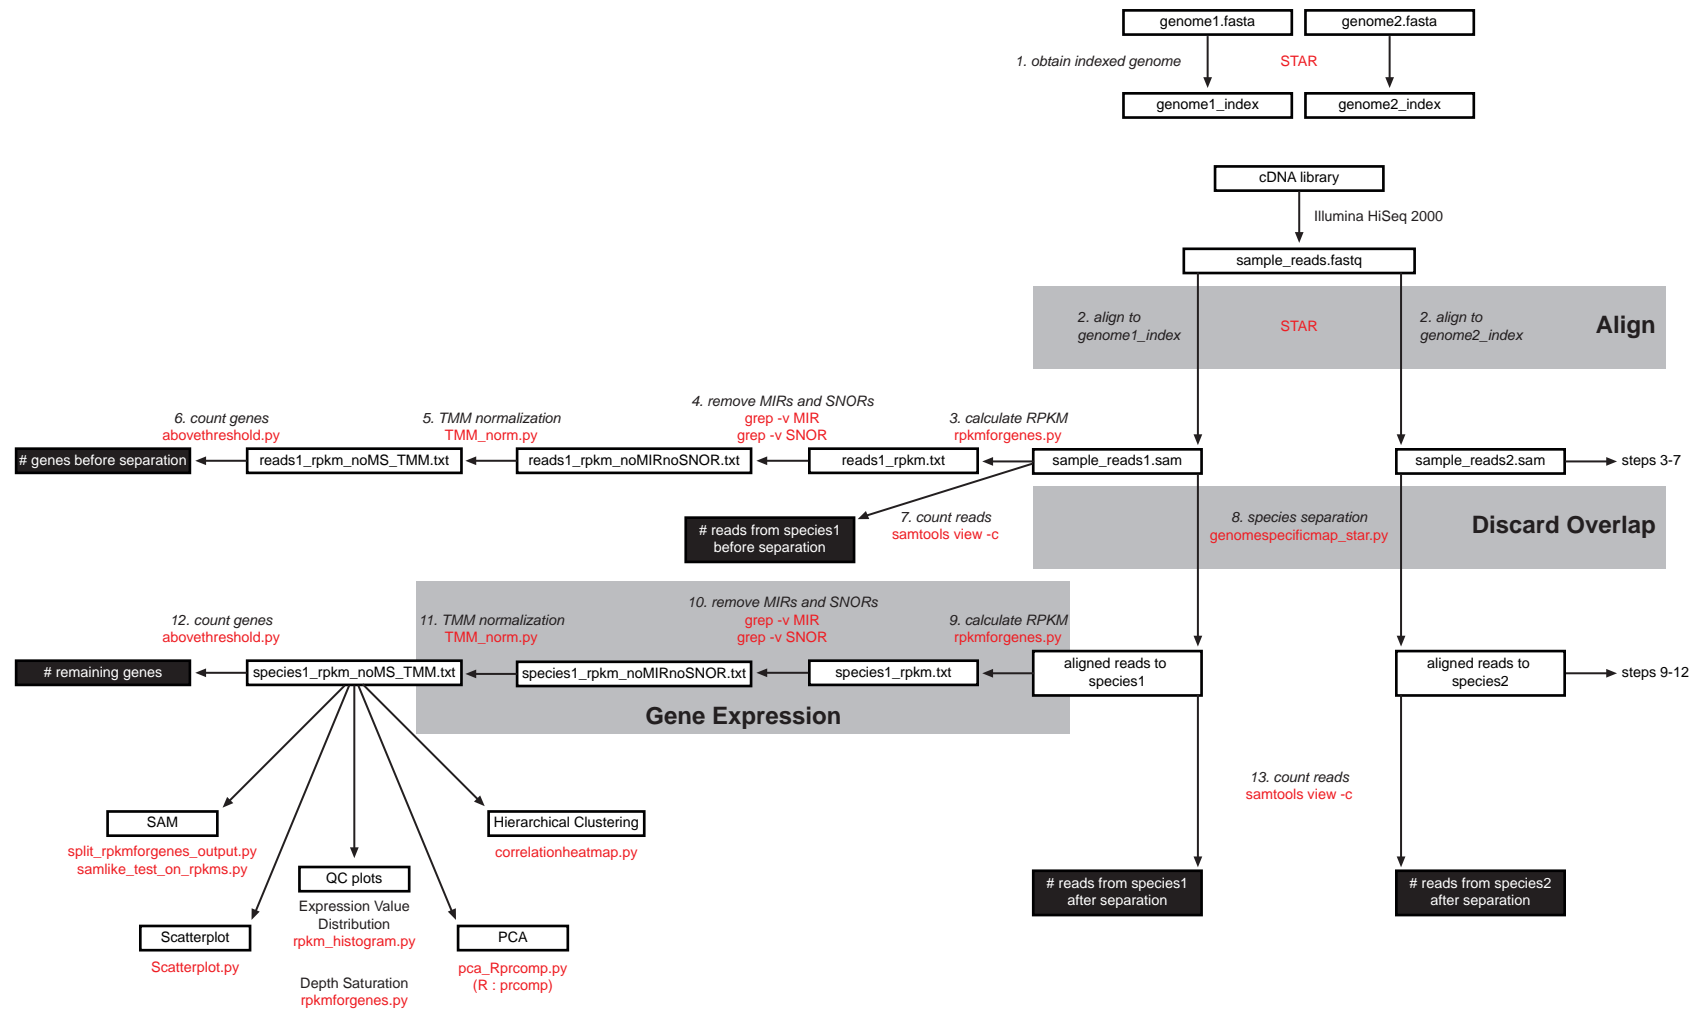 genome1.fasta
genome2.fasta
1. obtain indexed genome
STAR
genome1_index
genome2_index
cDNA library
Illumina HiSeq 2000
sample_reads.fastq
2. align to
genome1_index
STAR
2. align to
genome2_index
Align
6. count genes
abovethreshold.py
5. TMM normalization
TMM_norm.py
4. remove MIRs and SNORs
grep -v MIR
grep -v SNOR
3. calculate RPKM
rpkmforgenes.py
# genes before separation
reads1_rpkm_noMS_TMM.txt
reads1_rpkm_noMIRnoSNOR.txt
reads1_rpkm.txt
sample_reads1.sam
sample_reads2.sam
steps 3-7
# reads from species1
before separation
7. count reads
samtools view -c
8. species separation
genomespecificmap_star.py
Discard Overlap
12. count genes
abovethreshold.py
11. TMM normalization
TMM_norm.py
10. remove MIRs and SNORs
grep -v MIR
grep -v SNOR
9. calculate RPKM
rpkmforgenes.py
# remaining genes
species1_rpkm_noMS_TMM.txt
species1_rpkm_noMIRnoSNOR.txt
species1_rpkm.txt
aligned reads to
species1
aligned reads to
species2
steps 9-12
Gene Expression
13. count reads
samtools view -c
SAM
split_rpkmforgenes_output.py
samlike_test_on_rpkms.py
Hierarchical Clustering
correlationheatmap.py
QC plots
Expression Value
Distribution
rpkm_histogram.py
Depth Saturation
rpkmforgenes.py
# reads from species1
after separation
# reads from species2
after separation
Scatterplot
Scatterplot.py
PCA
pca_Rprcomp.py
(R : prcomp)